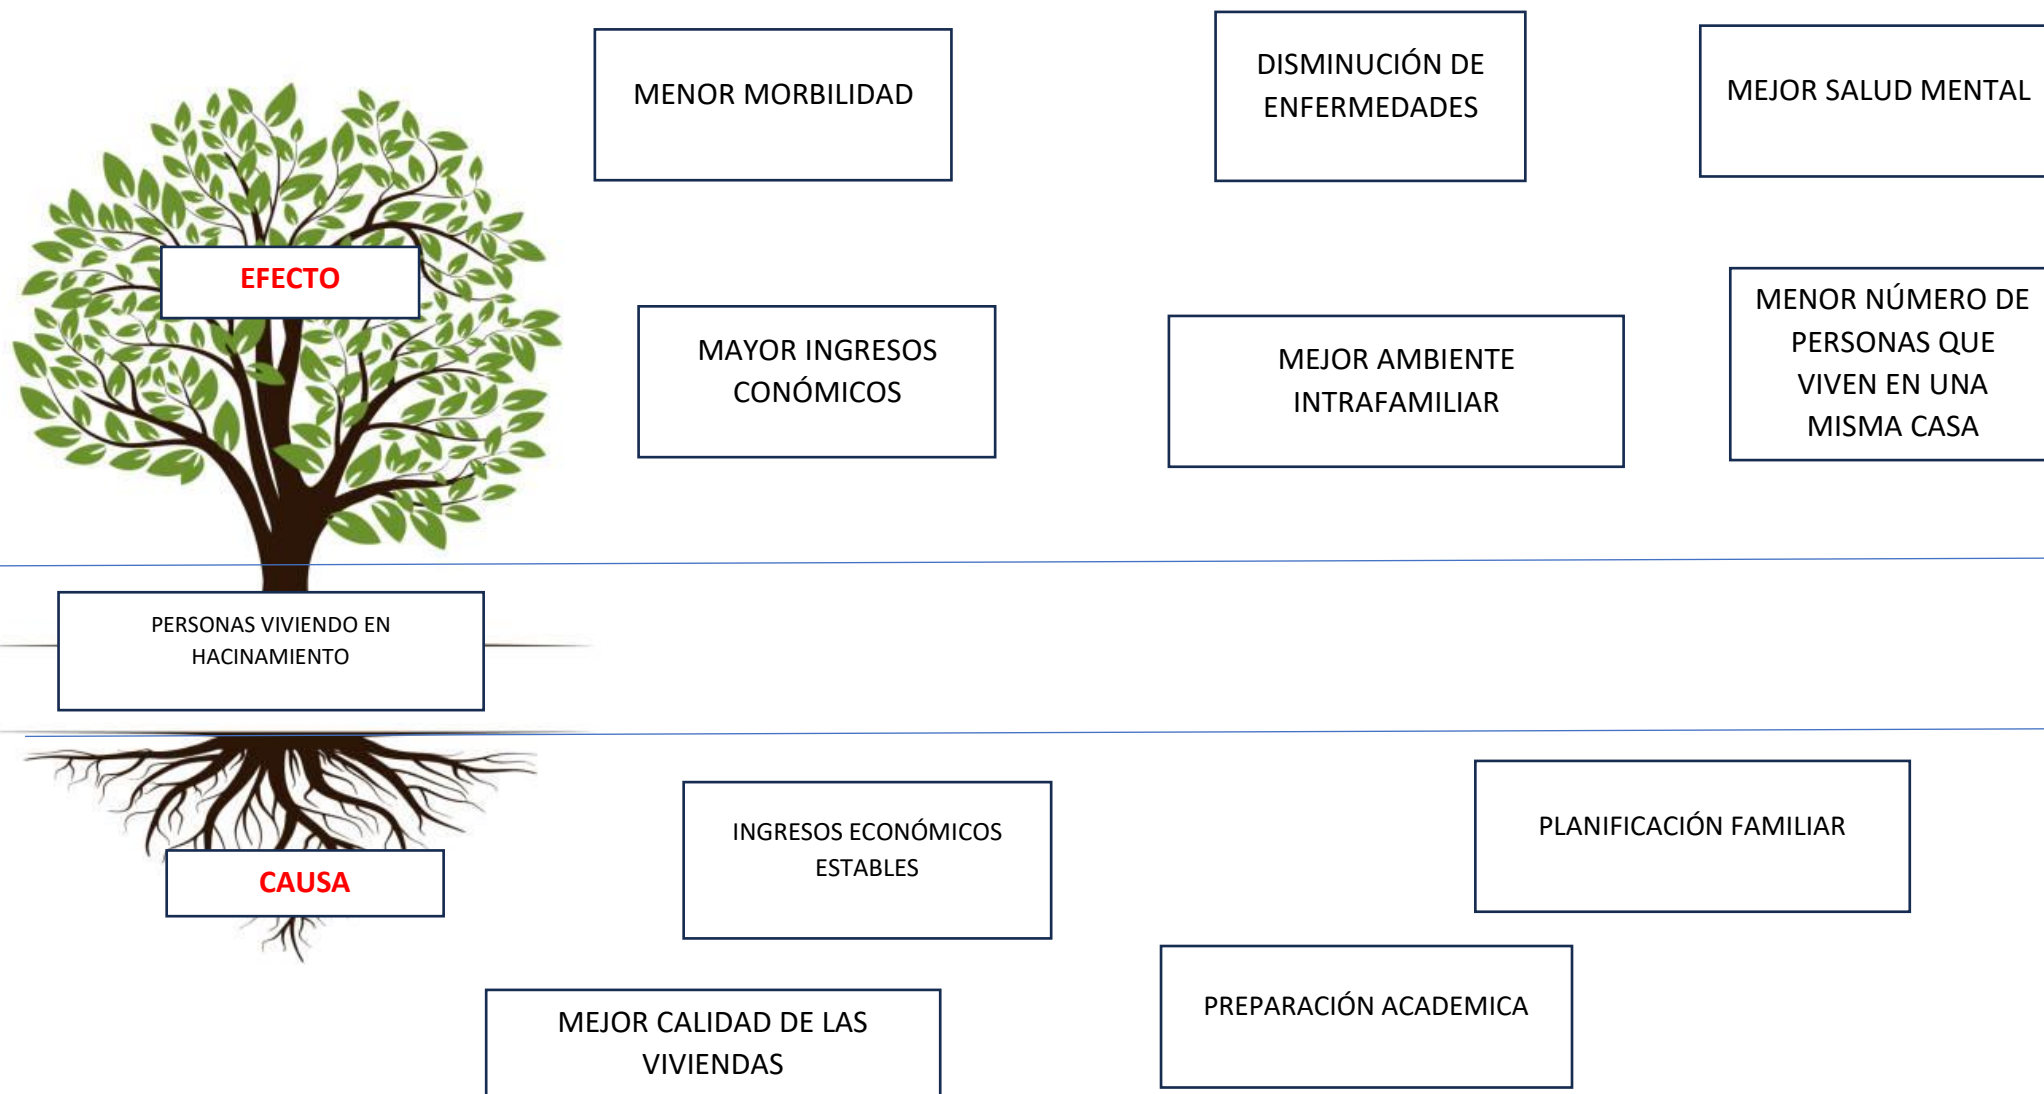 MENOR MORBILIDAD
DISMINUCIÓN DE
ENFERMEDADES
MEJOR SALUD MENTAL
EFECTO
MAYOR INGRESOS
CONÓMICOS
MEJOR AMBIENTE
INTRAFAMILIAR
MENOR NÚMERO DE
PERSONAS QUE
VIVEN EN UNA
MISMA CASA
PERSONAS VIVIENDO EN
HACINAMIENTO
INGRESOS ECONÓMICOS
ESTABLES
PLANIFICACIÓN FAMILIAR
CAUSA
MEJOR CALIDAD DE LAS
VIVIENDAS
PREPARACIÓN ACADEMICA